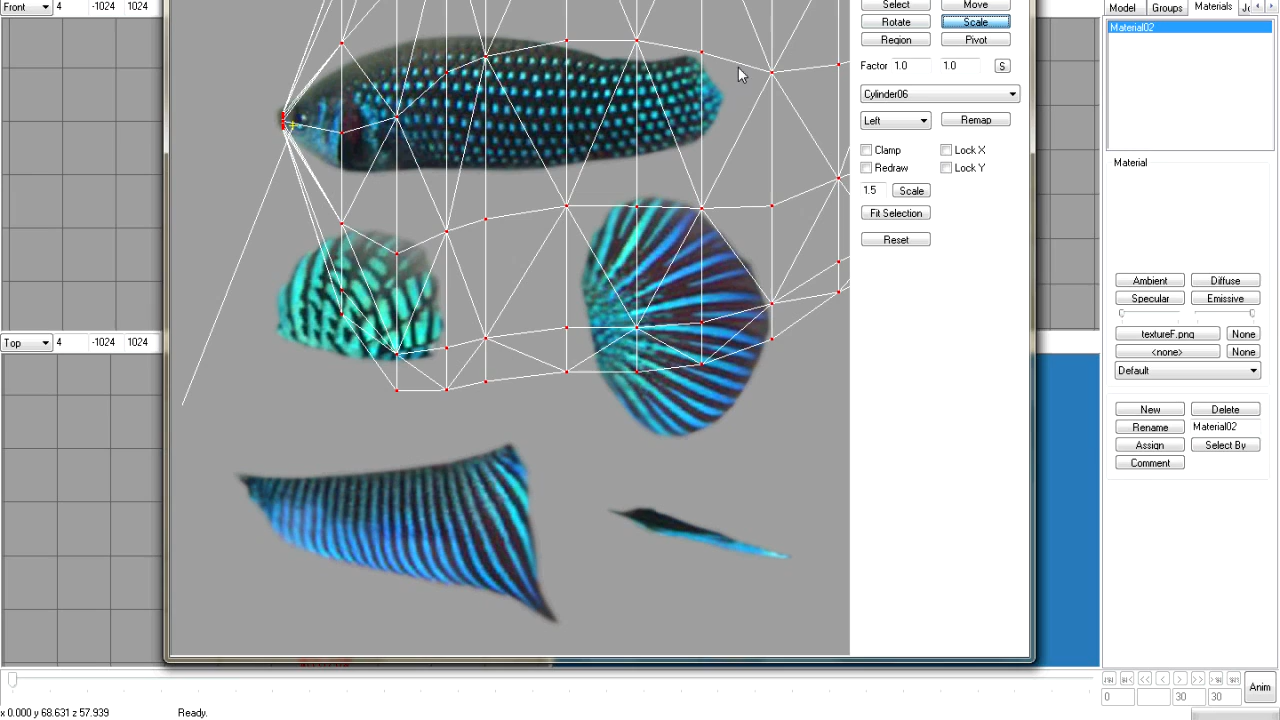 Front 4 -1024 1024
Select Move
Rotate Scale
Region Pivot
Factor 1.0 1.0 S
Cylinder06
Left Remap
Clamp Lock X
Redraw Lock Y
1.5 Scale
Fit Selection
Reset
Model Groups Materials
Material02
Material
Ambient Diffuse
Specular Emissive
textureF.png None
<none> None
Default
New Delete
Rename Material02
Assign Select By
Comment
Top 4 -1024 1024
Anim
0 30 30
x 0.000 y 68.631 z 57.939 Ready.